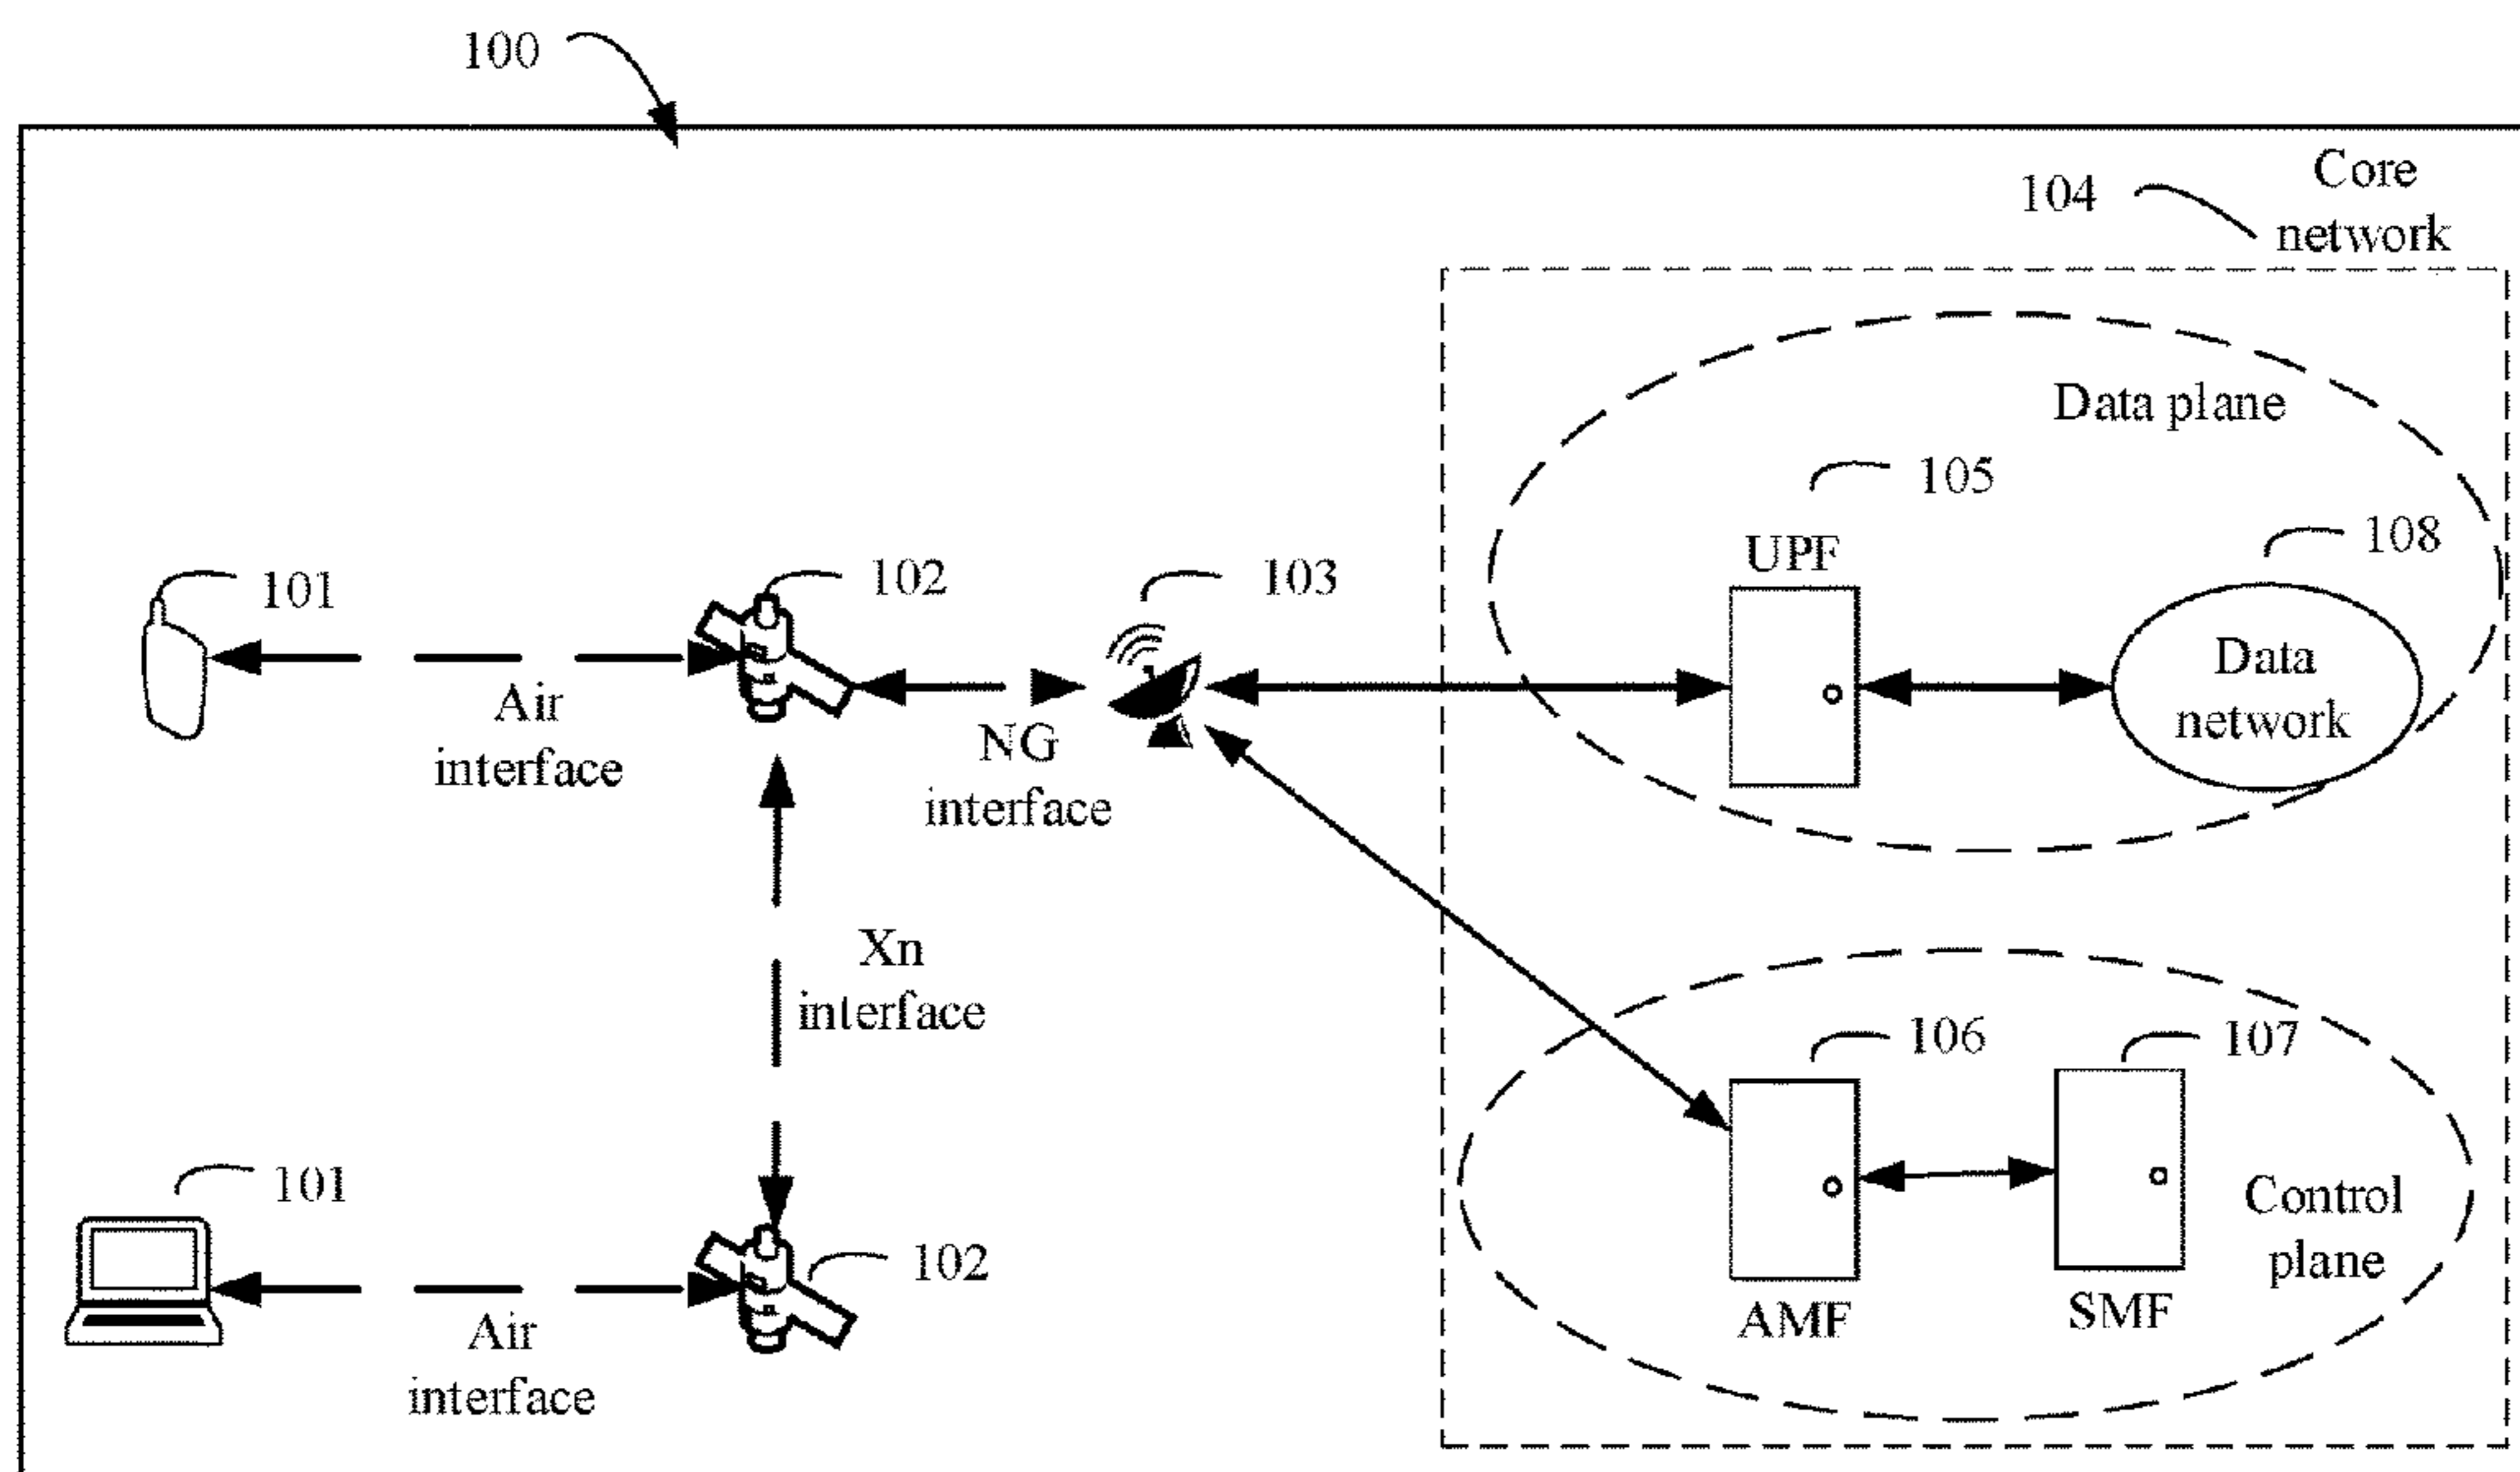 100
Core
network
104
Data plane
105
UPF
108
101
102
103
Data
network
Air
interface
NG
interface
Xn
interface
106
107
101
102
Control
plane
AMF
SMF
Air
interface